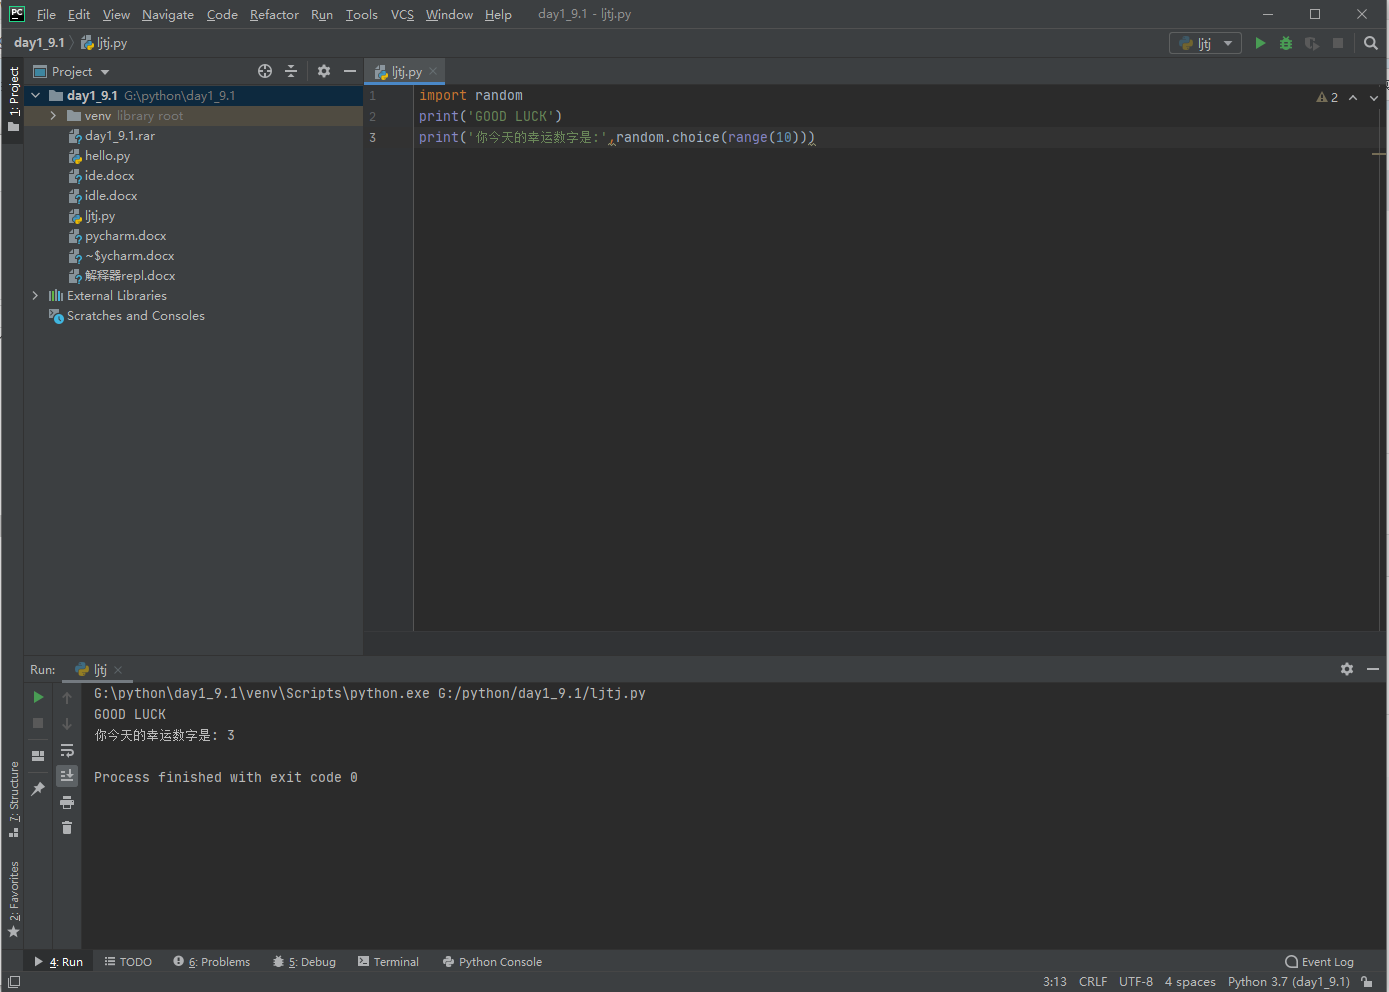 PC File Edit View Navigate Code Refactor Run Tools VCS Window Help day1_9.1 - ljtj.py
day1_9.1 ljtj.py ljtj
1: Project
Project
ljtj.py
day1_9.1 G:\python\day1_9.1
venv library root
day1_9.1.rar
hello.py
ide.docx
idle.docx
ljtj.py
pycharm.docx
~$ycharm.docx
解释器repl.docx
External Libraries
Scratches and Consoles
1 import random
2 print('GOOD LUCK')
3 print('你今天的幸运数字是:',random.choice(range(10)))
2
Run: ljtj
G:\python\day1_9.1\venv\Scripts\python.exe G:/python/day1_9.1/ljtj.py
GOOD LUCK
你今天的幸运数字是: 3
Process finished with exit code 0
7: Structure
2: Favorites
4: Run TODO 6: Problems 5: Debug Terminal Python Console Event Log
3:13 CRLF UTF-8 4 spaces Python 3.7 (day1_9.1)